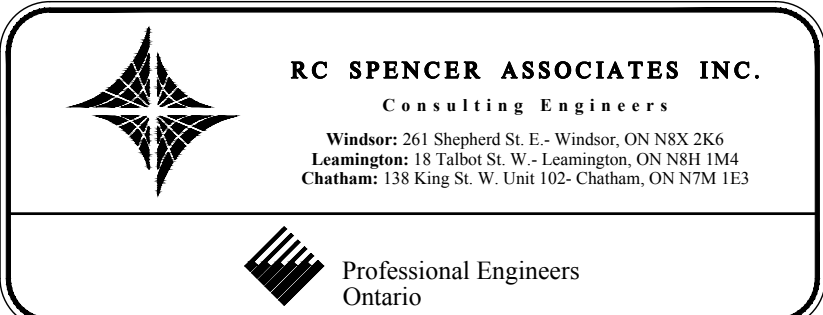 RC SPENCER ASSOCIATES INC.
Consulting Engineers
Windsor: 261 Shepherd St. E.- Windsor, ON N8X 2K6
Leamington: 18 Talbot St. W.- Leamington, ON N8H 1M4
Chatham: 138 King St. W. Unit 102- Chatham, ON N7M 1E3
Professional Engineers
Ontario